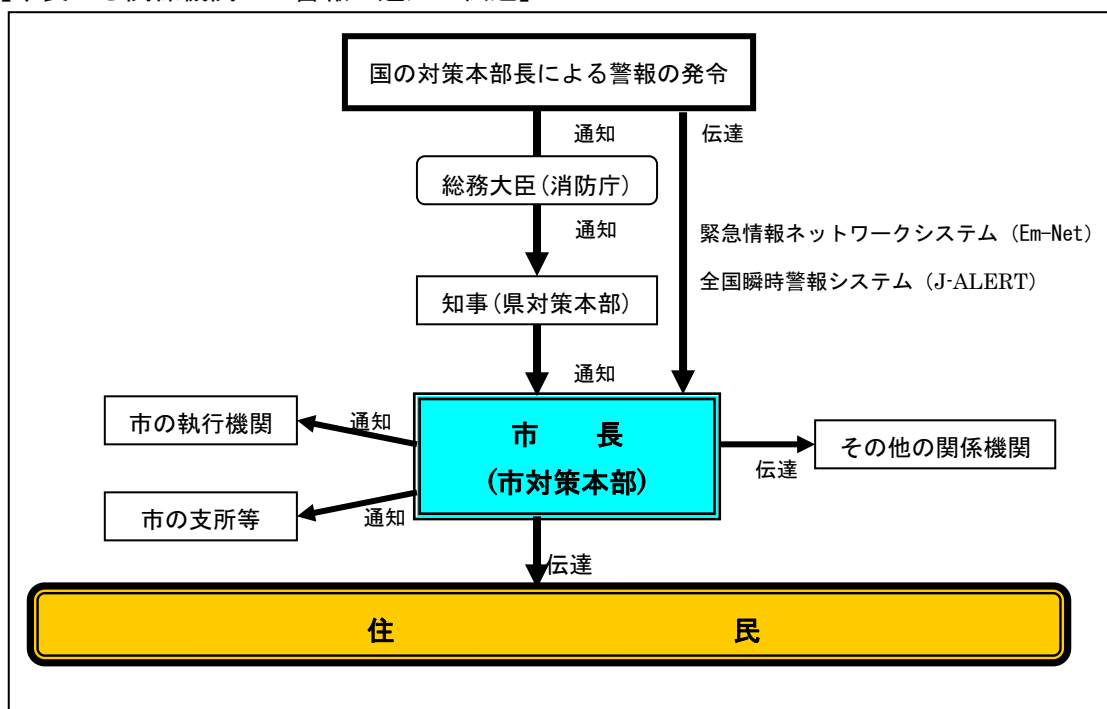 国の対策本部長による警報の発令
通知
伝達
総務大臣（消防庁）
通知
緊急情報ネットワークシステム（Em-Net）
全国瞬時警報システム（J-ALERT）
知事（県対策本部）
通知
市の執行機関
通知
市　　長
（市対策本部）
伝達
その他の関係機関
市の支所等
通知
伝達
住　　　　民